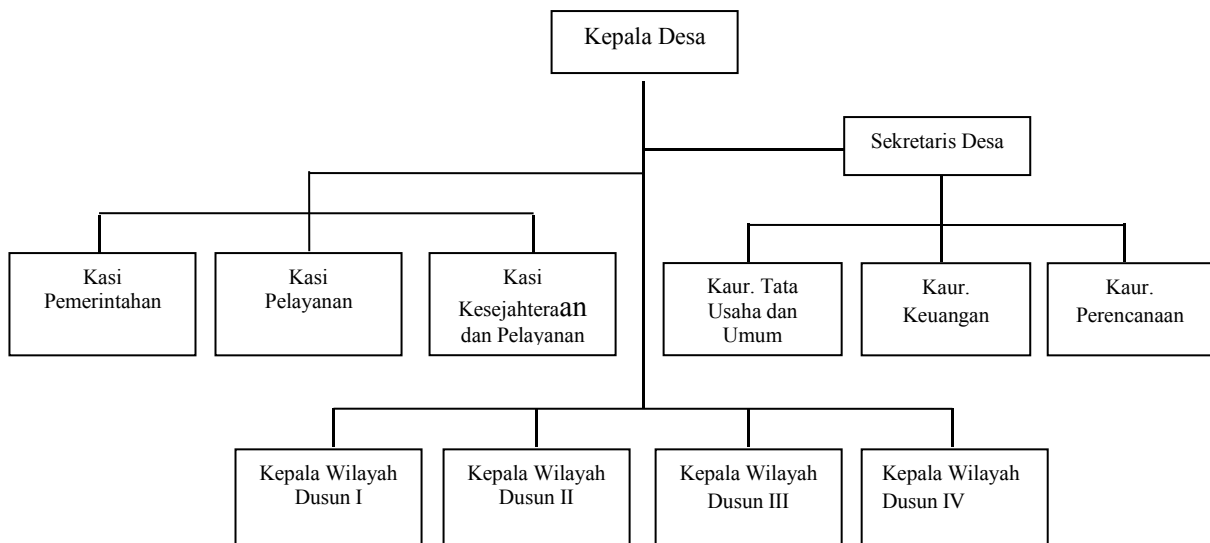 Kepala Desa
Sekretaris Desa
Kasi
Pemerintahan
Kasi
Pelayanan
Kasi
Kesejahteraan
dan Pelayanan
Kaur. Tata
Usaha dan
Umum
Kaur.
Keuangan
Kaur.
Perencanaan
Kepala Wilayah
Dusun I
Kepala Wilayah
Dusun II
Kepala Wilayah
Dusun III
Kepala Wilayah
Dusun IV